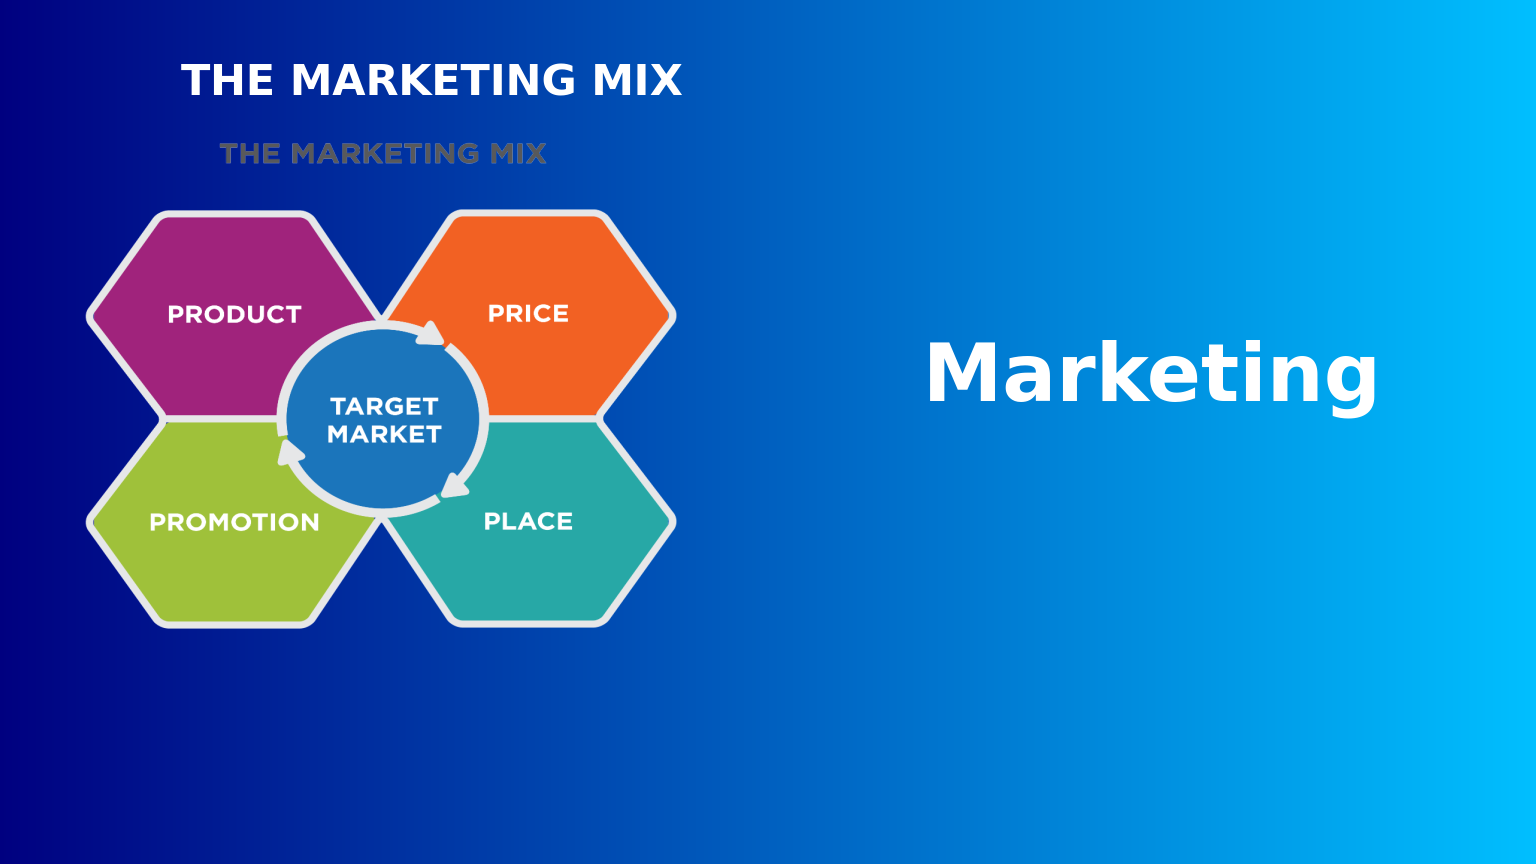 THE MARKETING MIX
THE MARKETING MIX
PRODUCT
PRICE
TARGET
MARKET
PROMOTION
PLACE
Marketing